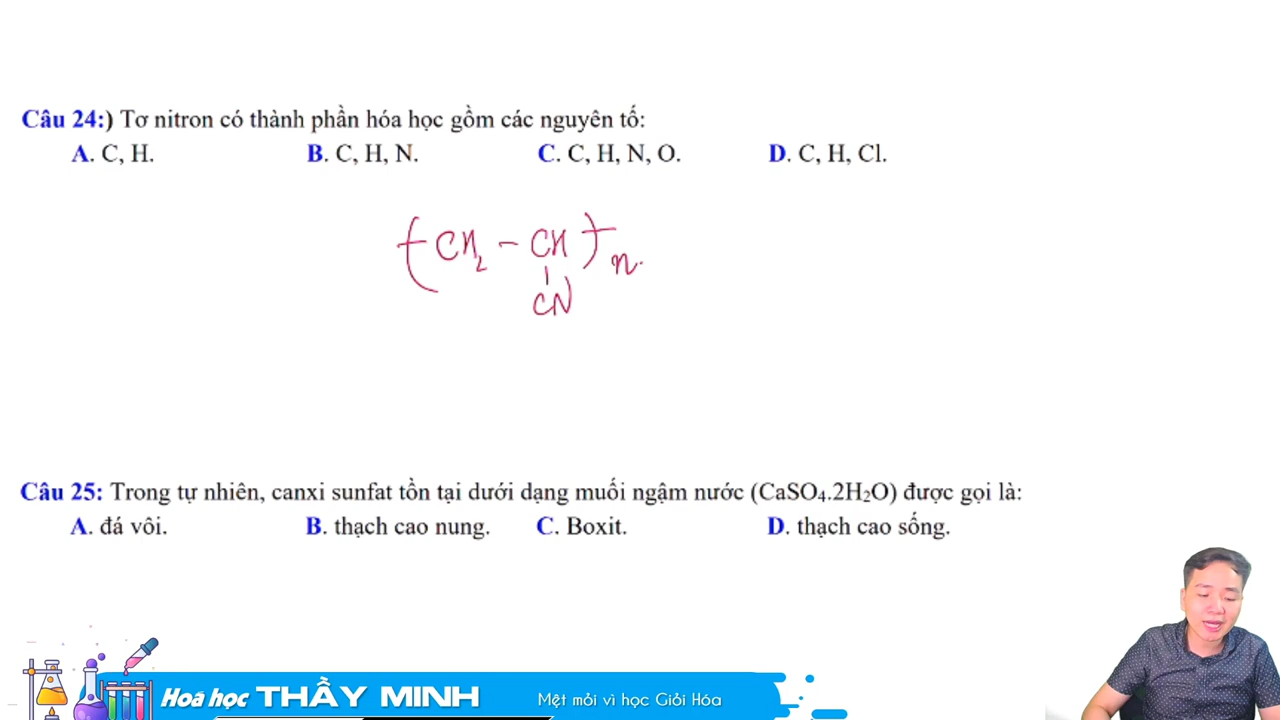 Câu 24:) Tơ nitron có thành phần hóa học gồm các nguyên tố:
A. C, H. B. C, H, N. C. C, H, N, O. D. C, H, Cl.
(CH₂ - CH)n.
CN
Câu 25: Trong tự nhiên, canxi sunfat tồn tại dưới dạng muối ngậm nước (CaSO₄.2H₂O) được gọi là:
A. đá vôi. B. thạch cao nung. C. Boxit. D. thạch cao sống.
Hoá học THẦY MINH Mệt mỏi vì học Giỏi Hóa